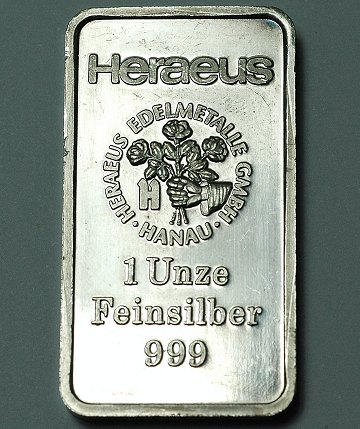 Heraeus
· HERAEUS EDELMETALLE GMBH ·
HANAU
H
1 Unze
Feinsilber
999